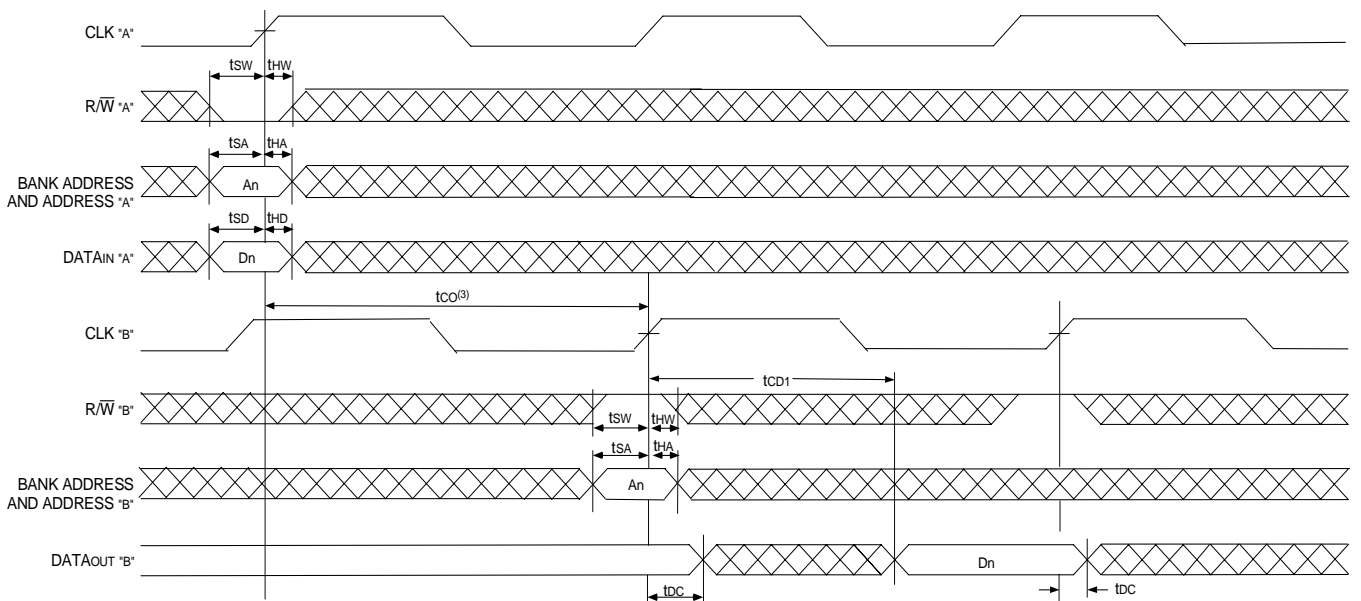 CLK "A"
tSW tHW
R/W̅ "A"
tSA tHA
BANK ADDRESS
AND ADDRESS "A"
An
tSD tHD
DATAIN "A"
Dn
tCO(3)
CLK "B"
tCD1
R/W̅ "B"
tSW tHW
tSA tHA
BANK ADDRESS
AND ADDRESS "B"
An
DATAOUT "B"
Dn
tDC
tDC